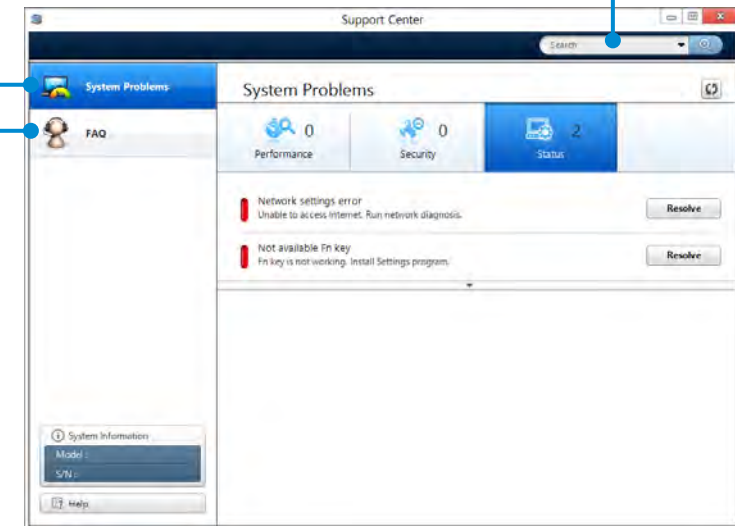 Support Center
Search
System Problems
FAQ
System Problems
0
Performance
0
Security
2
Status
Network settings error
Unable to access Internet. Run network diagnosis.
Resolve
Not available Fn key
Fn key is not working. Install Settings program.
Resolve
System Information
Model :
S/N :
Help